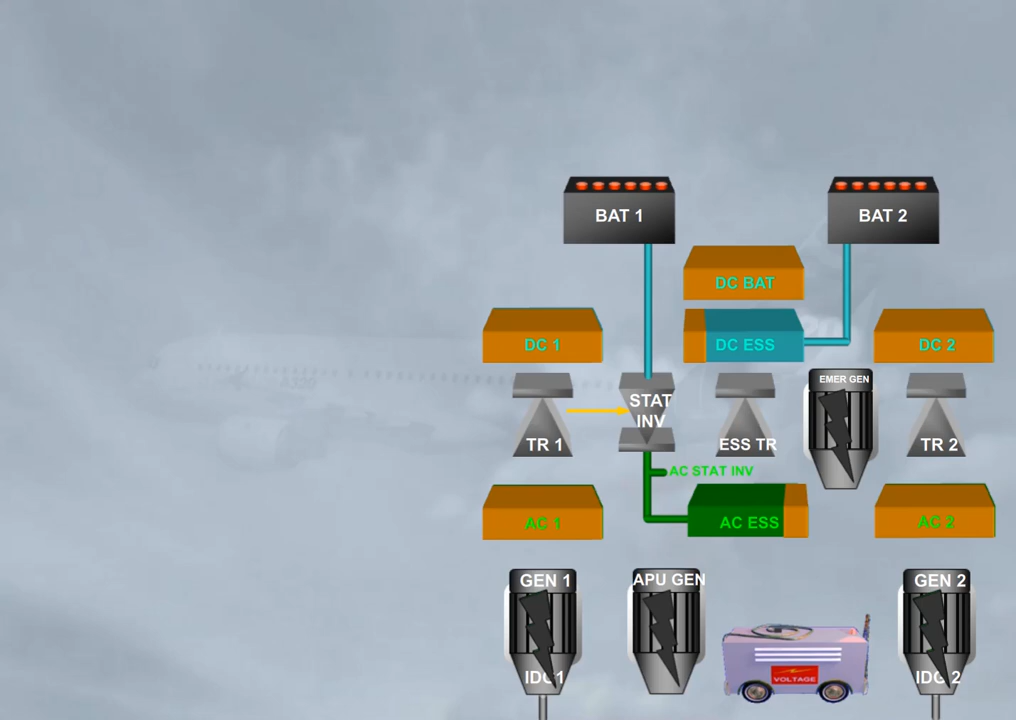 BAT 1
BAT 2
DC BAT
DC 1
DC ESS
DC 2
EMER GEN
STAT
INV
TR 1
ESS TR
TR 2
AC STAT INV
AC 1
AC ESS
AC 2
GEN 1
APU GEN
GEN 2
IDG 1
VOLTAGE
IDG 2